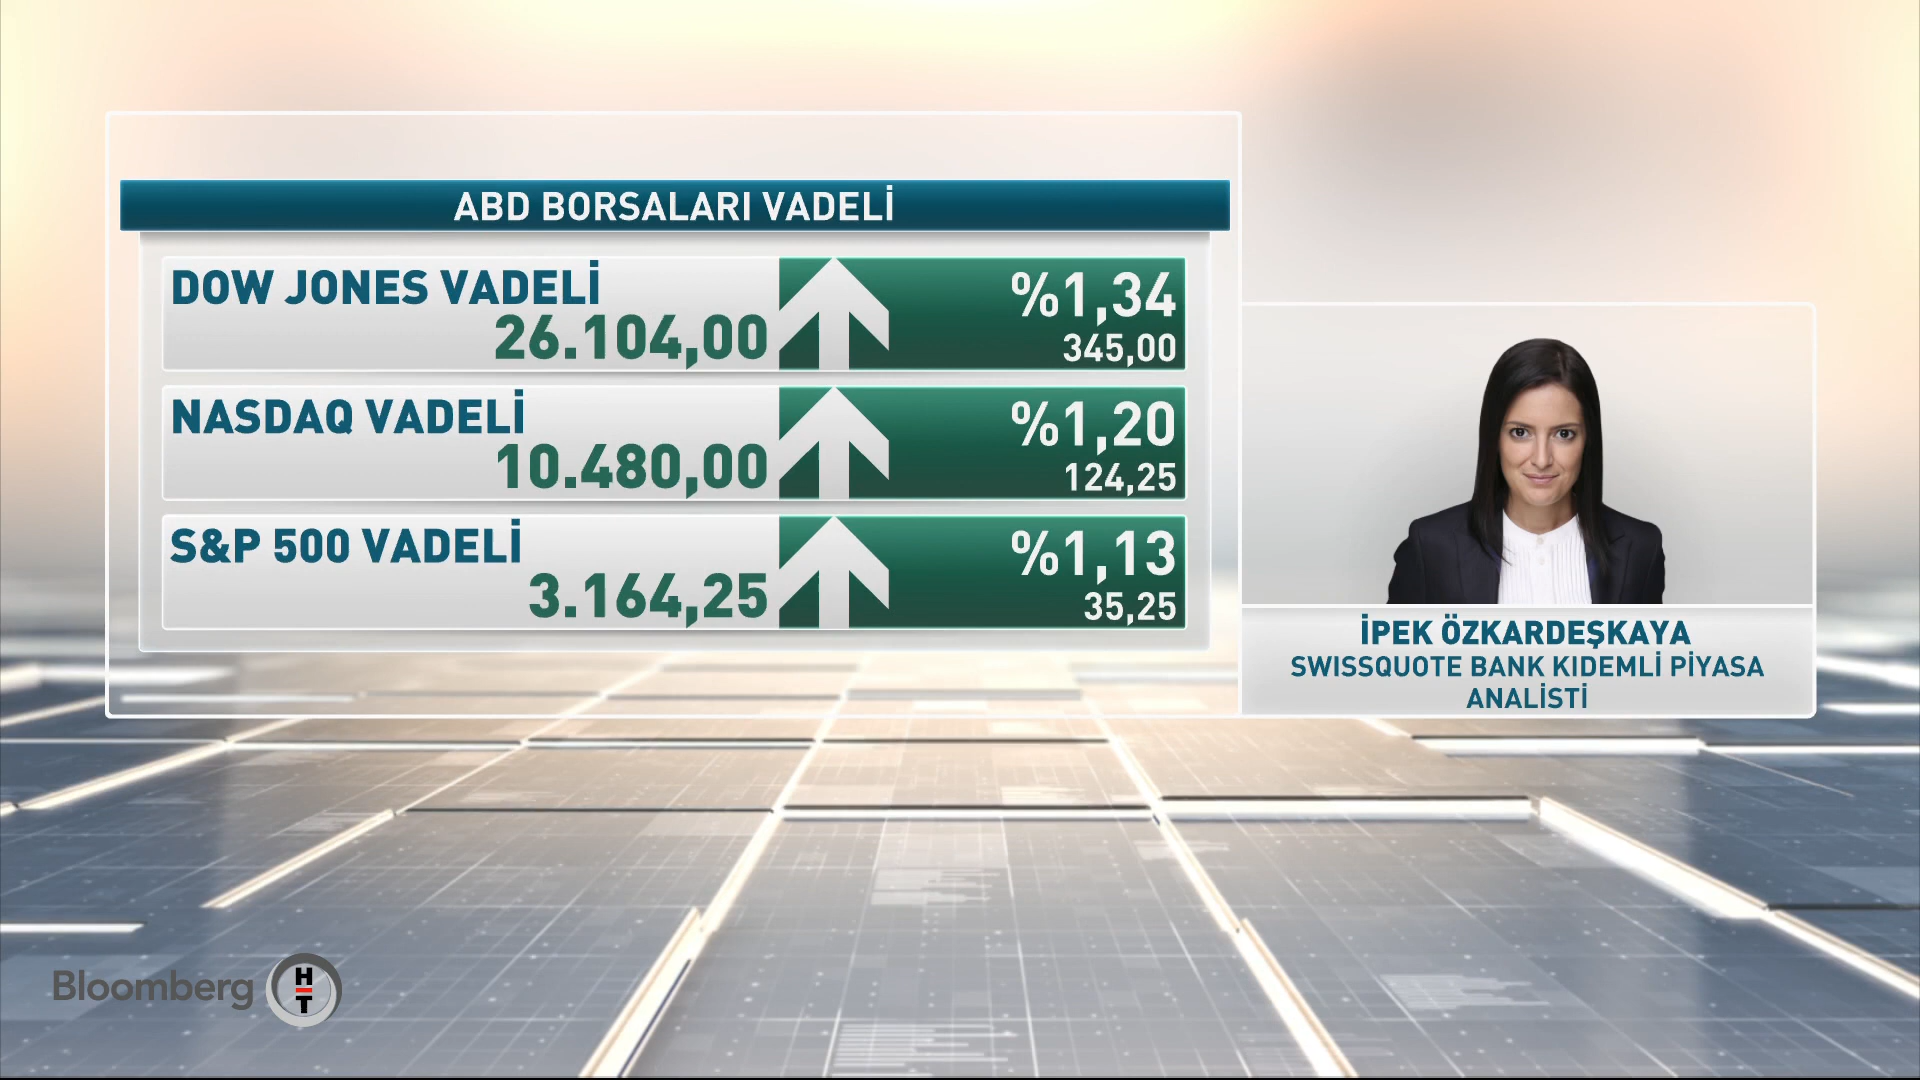 ABD BORSALARI VADELİ
DOW JONES VADELİ
26.104,00
%1,34
345,00
NASDAQ VADELİ
10.480,00
%1,20
124,25
S&P 500 VADELİ
3.164,25
%1,13
35,25
İPEK ÖZKARDEŞKAYA
SWISSQUOTE BANK KIDEMLİ PİYASA
ANALİSTİ
Bloomberg HT